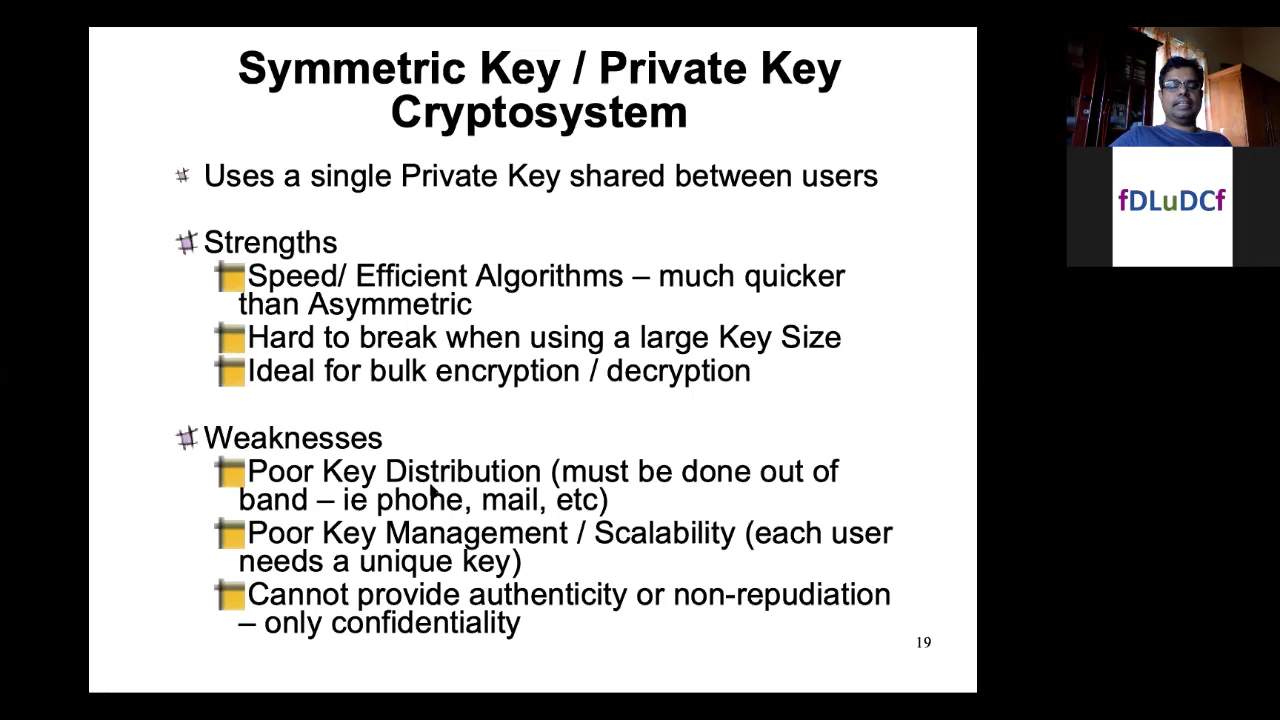 Symmetric Key / Private Key
Cryptosystem
Uses a single Private Key shared between users
Strengths
Speed/ Efficient Algorithms – much quicker
than Asymmetric
Hard to break when using a large Key Size
Ideal for bulk encryption / decryption
Weaknesses
Poor Key Distribution (must be done out of
band – ie phone, mail, etc)
Poor Key Management / Scalability (each user
needs a unique key)
Cannot provide authenticity or non-repudiation
– only confidentiality
19
fDLuDCf